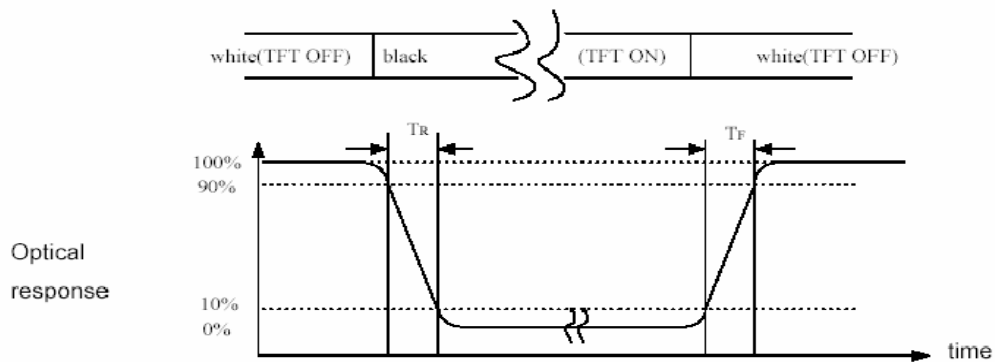 white(TFT OFF) black (TFT ON) white(TFT OFF)
TR TF
100%
90%
Optical
response
10%
0%
time